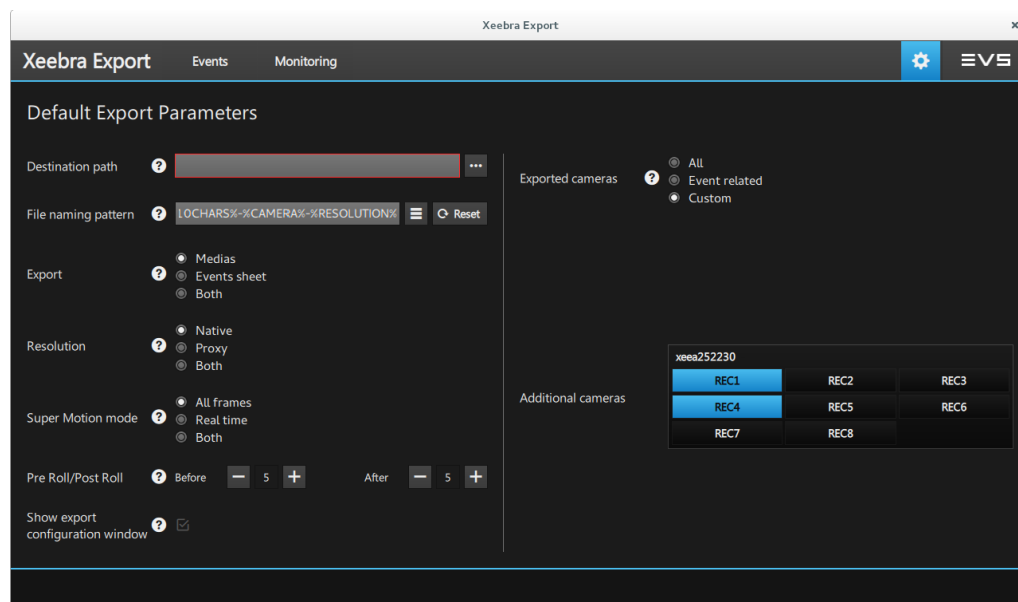 Xeebra Export
Xeebra Export Events Monitoring EVS
Default Export Parameters
Destination path ? ...
File naming pattern ? 10CHARS%-%CAMERA%-%RESOLUTION% Reset
Export ?
Medias
Events sheet
Both
Resolution ?
Native
Proxy
Both
Super Motion mode ?
All frames
Real time
Both
Pre Roll/Post Roll ? Before 5 After 5
Show export
configuration window ?
Exported cameras ?
All
Event related
Custom
Additional cameras
xeea252230
REC1 REC2 REC3
REC4 REC5 REC6
REC7 REC8